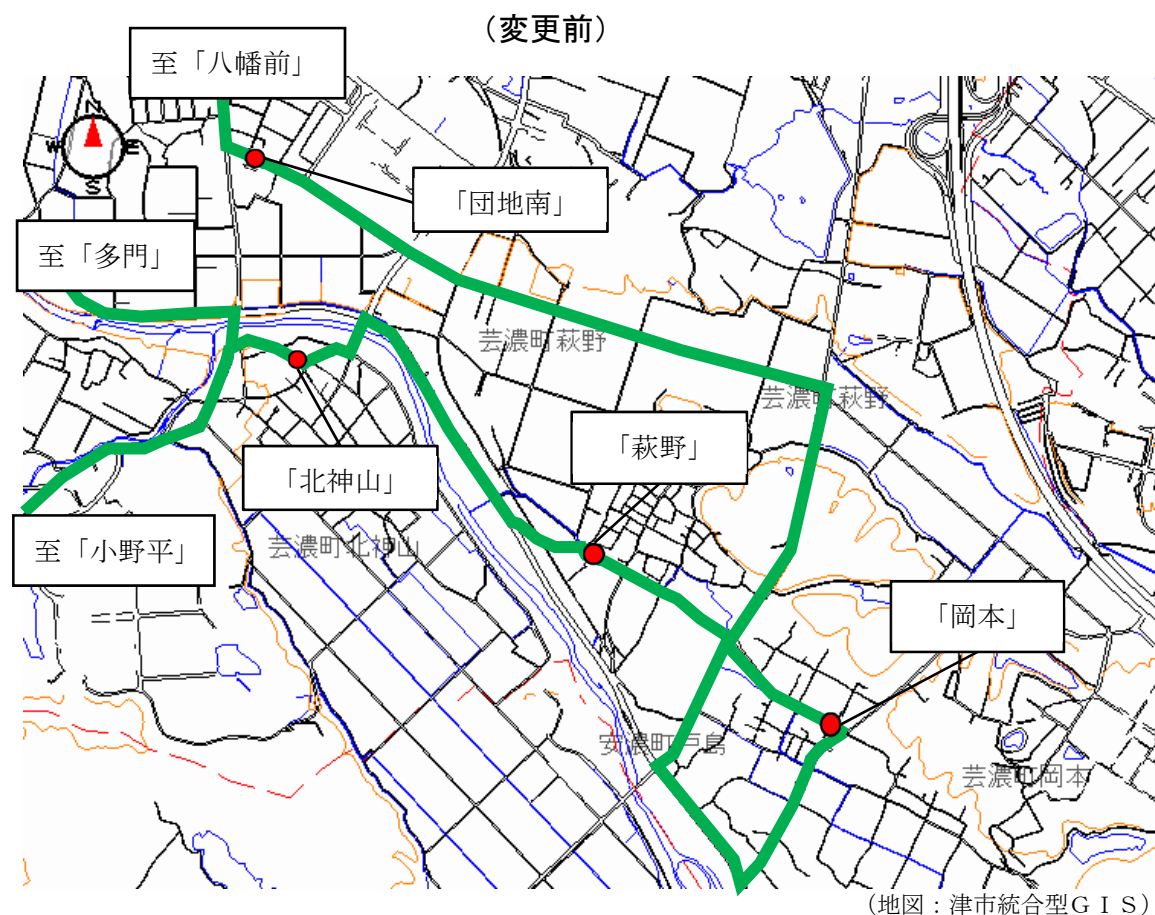 （変更前）
至「八幡前」
N
W
E
S
「団地南」
至「多門」
芸濃町萩野
芸濃町萩野
「萩野」
「北神山」
至「小野平」
芸濃町北神山
「岡本」
安濃町戸島
芸濃町岡本
（地図：津市統合型ＧＩＳ）